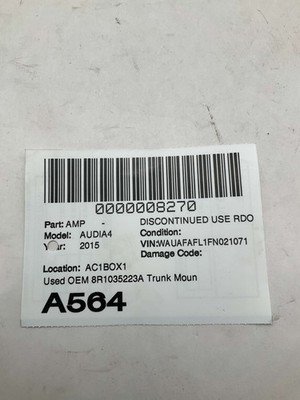 0000008270
Part: AMP - DISCONTINUED USE RDO
Model: AUDIA4 Condition:
Year: 2015 VIN:WAUAFAFL1FN021071
Damage Code:
Location: AC1BOX1
Used OEM 8R1035223A Trunk Moun
A564